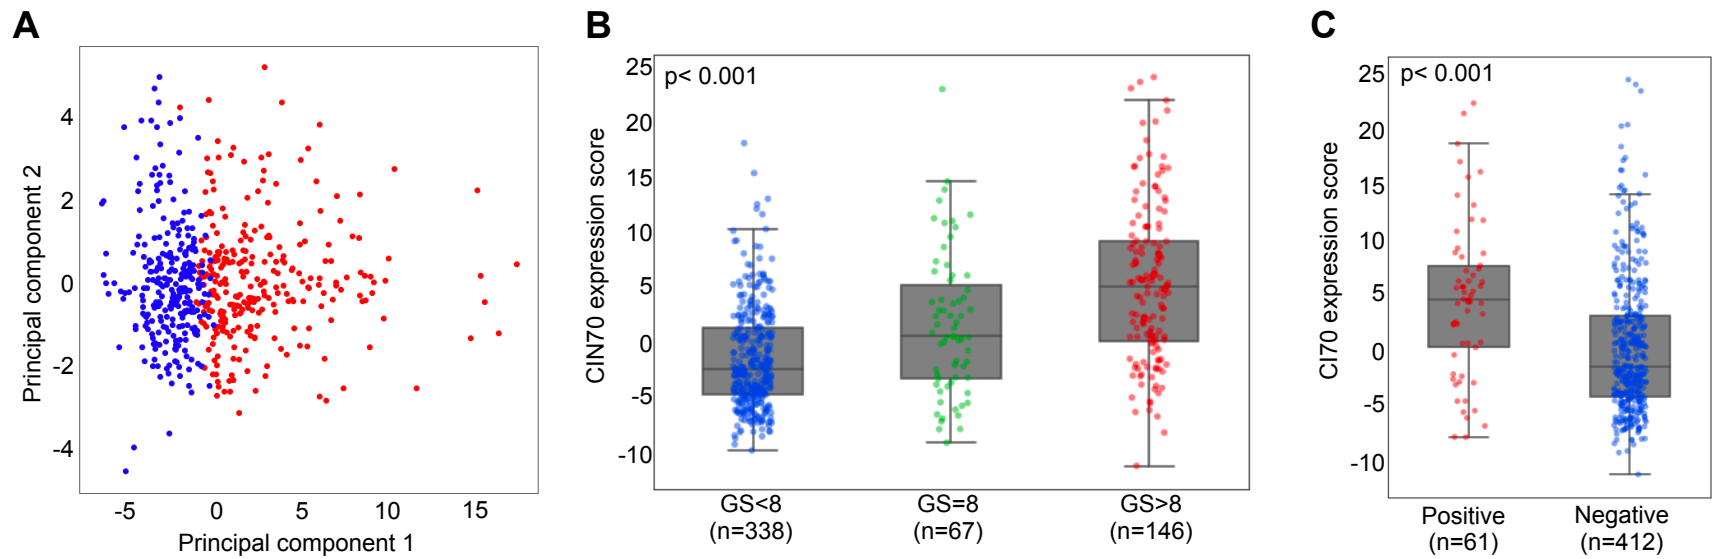 A
Principal component 2
4
2
0
-2
-4
-5 0 5 10 15
Principal component 1
B
p< 0.001
CIN70 expression score
25
20
15
10
5
0
-5
-10
GS<8 GS=8 GS>8
(n=338) (n=67) (n=146)
C
p< 0.001
CI70 expression score
25
20
15
10
5
0
-5
-10
Positive Negative
(n=61) (n=412)